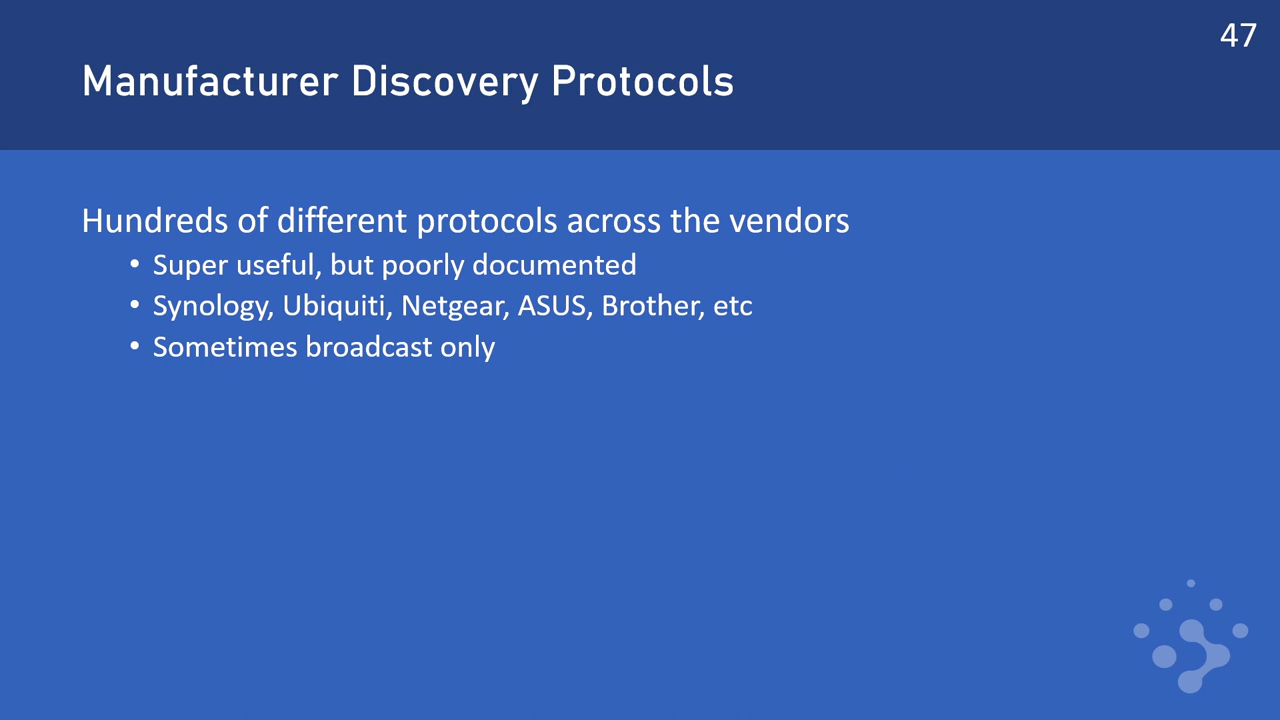 47
Manufacturer Discovery Protocols
Hundreds of different protocols across the vendors
• Super useful, but poorly documented
• Synology, Ubiquiti, Netgear, ASUS, Brother, etc
• Sometimes broadcast only